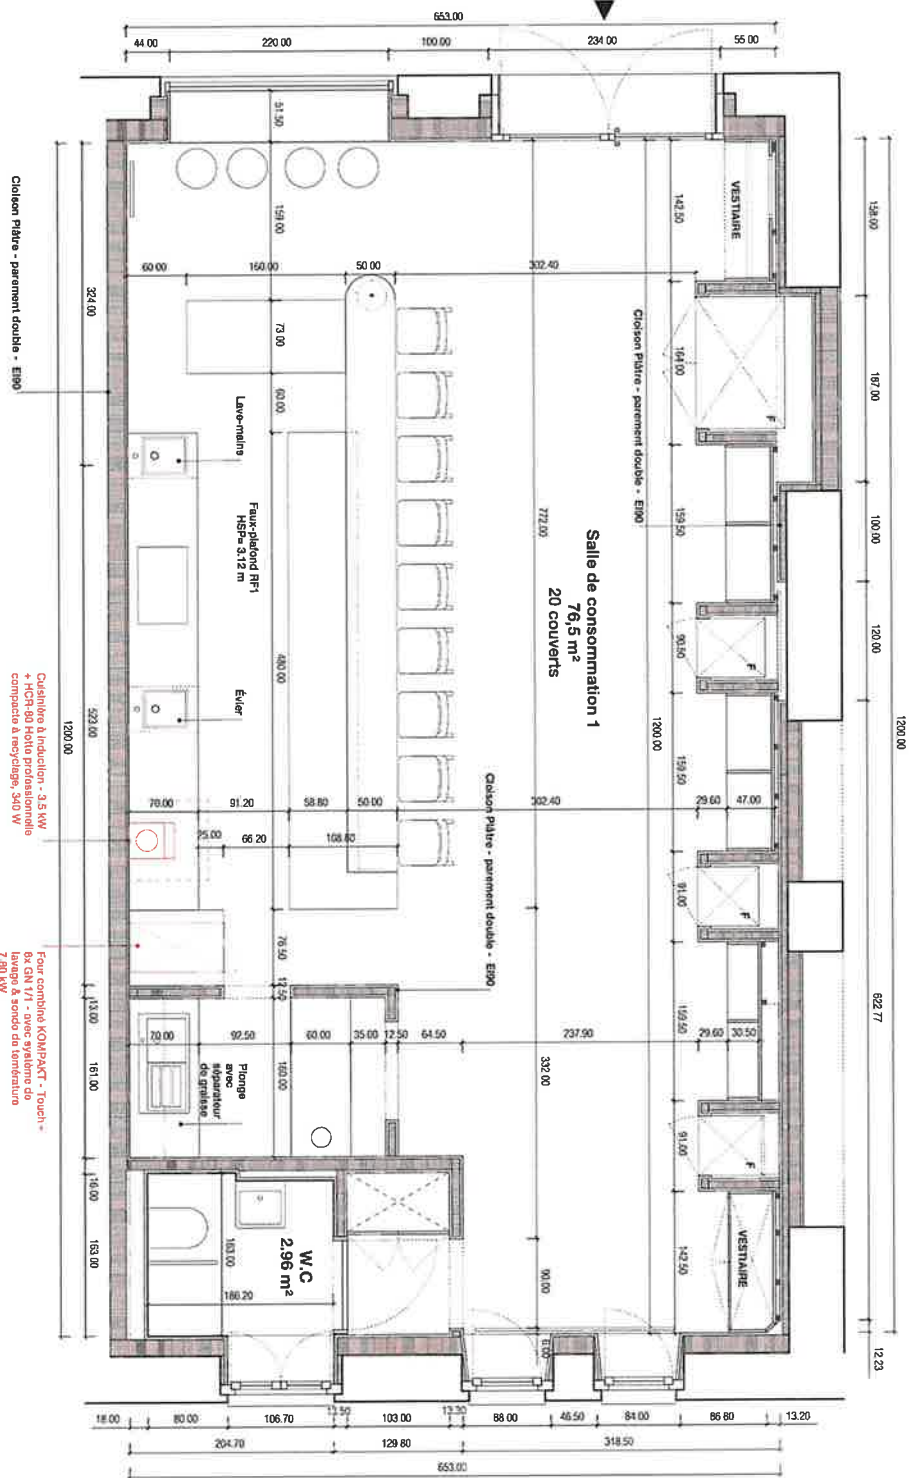 653.00
44.00
220.00
100.00
234.00
55.00
51.50
159.00
142.50
VESTIAIRE
158.00
324.00
Cloison Plâtre - parement double - EI90
60.00
160.00
50.00
302.40
73.00
60.00
164.00
F
187.00
Cloison Plâtre - parement double - EI90
Lave-mains
Faux-plafond RF1
HSP= 3.12 m
772.00
Salle de consommation 1
76,5 m²
20 couverts
159.50
100.00
90.50
F
120.00
480.00
Évier
523.00
1200.00
1200.00
1200.00
159.50
Cuisinière à induction - 3.5 kW
+ HCR-80 Hotte professionnelle
compacte à recyclage, 340 W
70.00
91.20
58.80
50.00
302.40
29.60
47.00
25.00
66.20
108.80
Cloison Plâtre - parement double - EI90
91.00
F
76.50
12.50
Four combiné KOMPAKT - Touch -
8x GN 1/1 - avec système de
lavage & sonde de température
7.80 kW
13.00
161.00
70.00
92.50
60.00
35.00
12.50
64.50
237.90
29.60
30.50
159.50
622.77
160.00
332.00
Plonge
avec
séparateur
de graisse
91.00
F
16.00
163.00
163.00
186.20
W.C
2.96 m²
90.00
6.00
142.50
VESTIAIRE
12.23
18.00
80.00
106.70
13.50
103.00
13.30
88.00
46.50
84.00
86.80
13.20
204.70
129.80
318.50
653.00